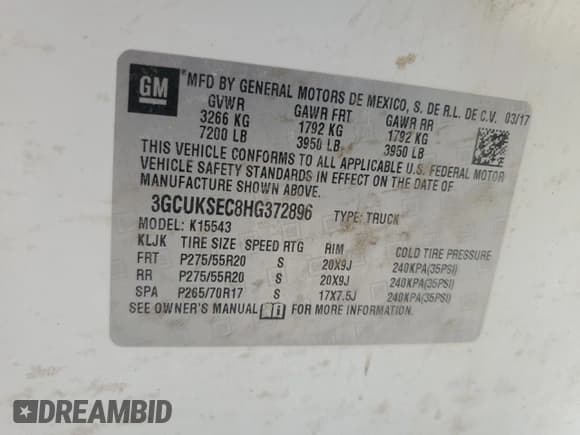 GM
MFD BY GENERAL MOTORS DE MEXICO, S. DE R.L. DE C.V. 03/17
GVWR GAWR FRT GAWR RR
3266 KG 1792 KG 1792 KG
7200 LB 3950 LB 3950 LB
THIS VEHICLE CONFORMS TO ALL APPLICABLE U.S. FEDERAL MOTOR
VEHICLE SAFETY STANDARDS IN EFFECT ON THE DATE OF
MANUFACTURE SHOWN ABOVE.
3GCUKSEC8HG372896 TYPE: TRUCK
MODEL: K15543
KLJK TIRE SIZE SPEED RTG RIM COLD TIRE PRESSURE
FRT P275/55R20 S 20X9J 240KPA(35PSI)
RR P275/55R20 S 20X9J 240KPA(35PSI)
SPA P265/70R17 S 17X7.5J 240KPA(35PSI)
SEE OWNER'S MANUAL FOR MORE INFORMATION.
DREAMBID